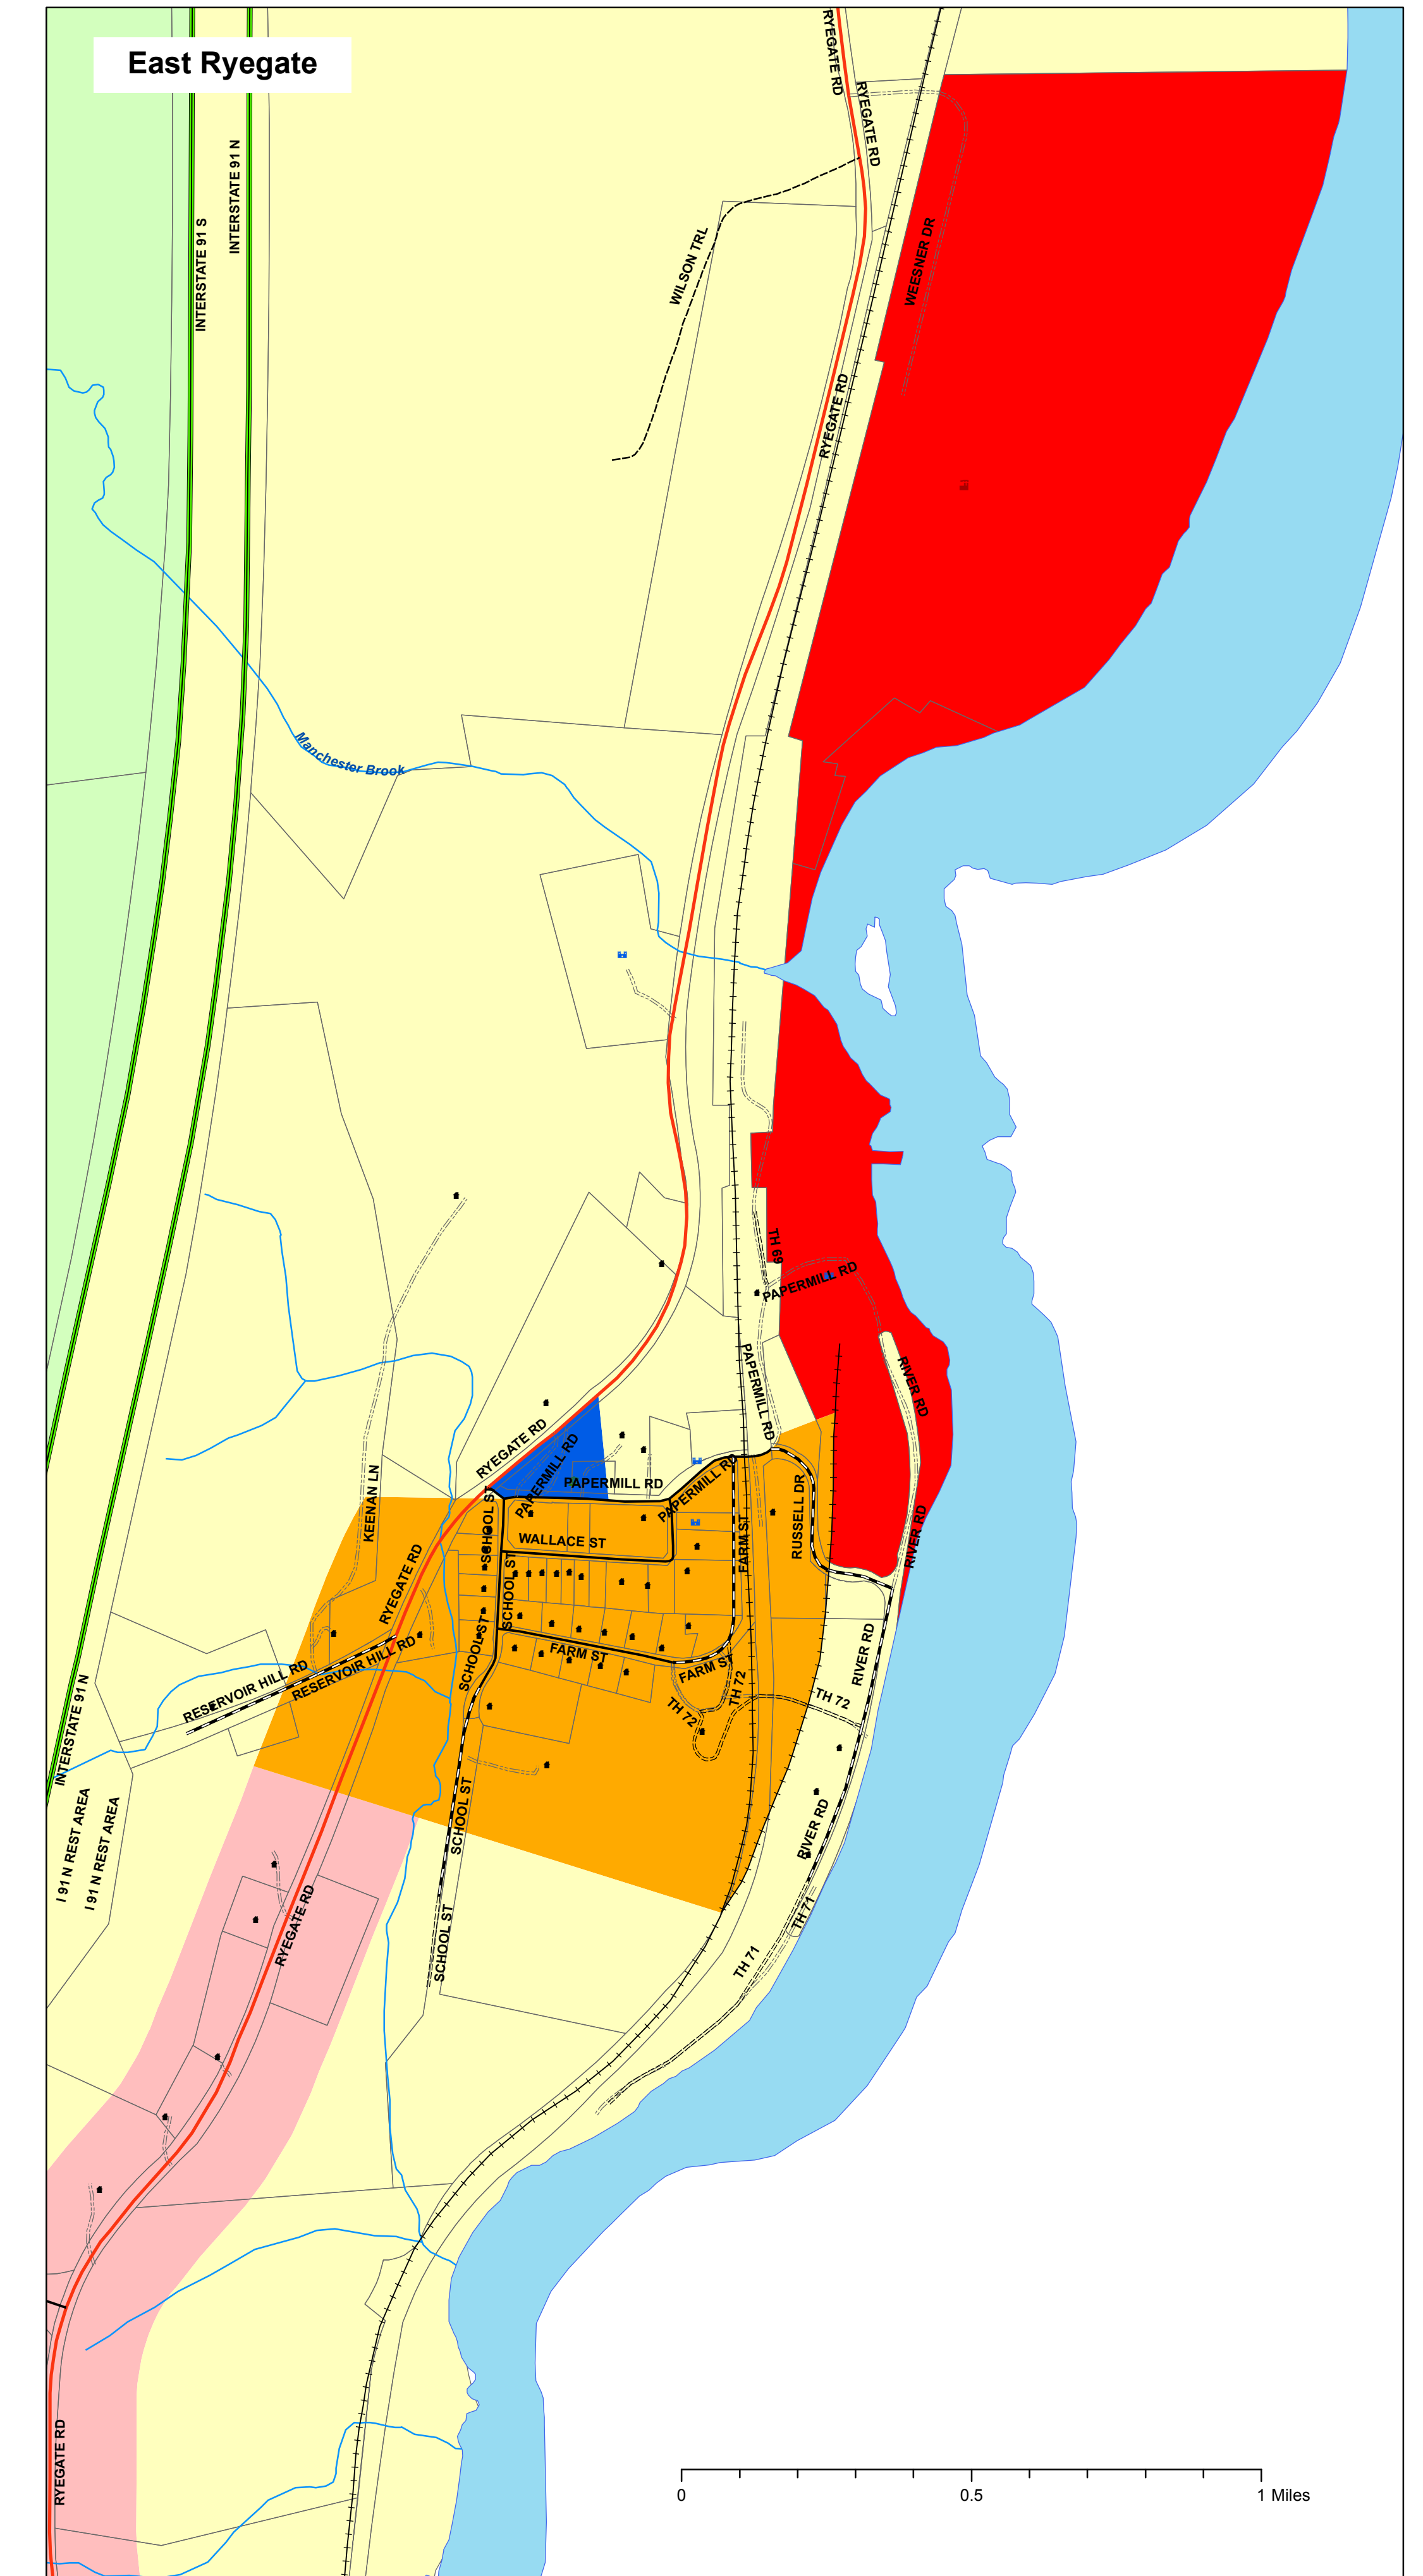 East Ryegate
RYEGATE RD
RYEGATE RD
INTERSTATE 91 N
INTERSTATE 91 S
WILSON TRL
WEESNER DR
RYEGATE RD
Manchester Brook
TH 69
PAPERMILL RD
PAPERMILL RD
RIVER RD
RYEGATE RD
PAPERMILL RD
PAPERMILL RD
PAPERMILL RD
KEENAN LN
SCHOOL ST
WALLACE ST
FARM ST
RUSSELL DR
RIVER RD
RYEGATE RD
SCHOOL ST
SCHOOL ST
FARM ST
FARM ST
RIVER RD
RESERVOIR HILL RD
RESERVOIR HILL RD
TH 72
TH 72
TH 72
INTERSTATE 91 N
I 91 N REST AREA
I 91 N REST AREA
SCHOOL ST
RIVER RD
RYEGATE RD
SCHOOL ST
TH 71
TH 71
RYEGATE RD
0
0.5
1 Miles